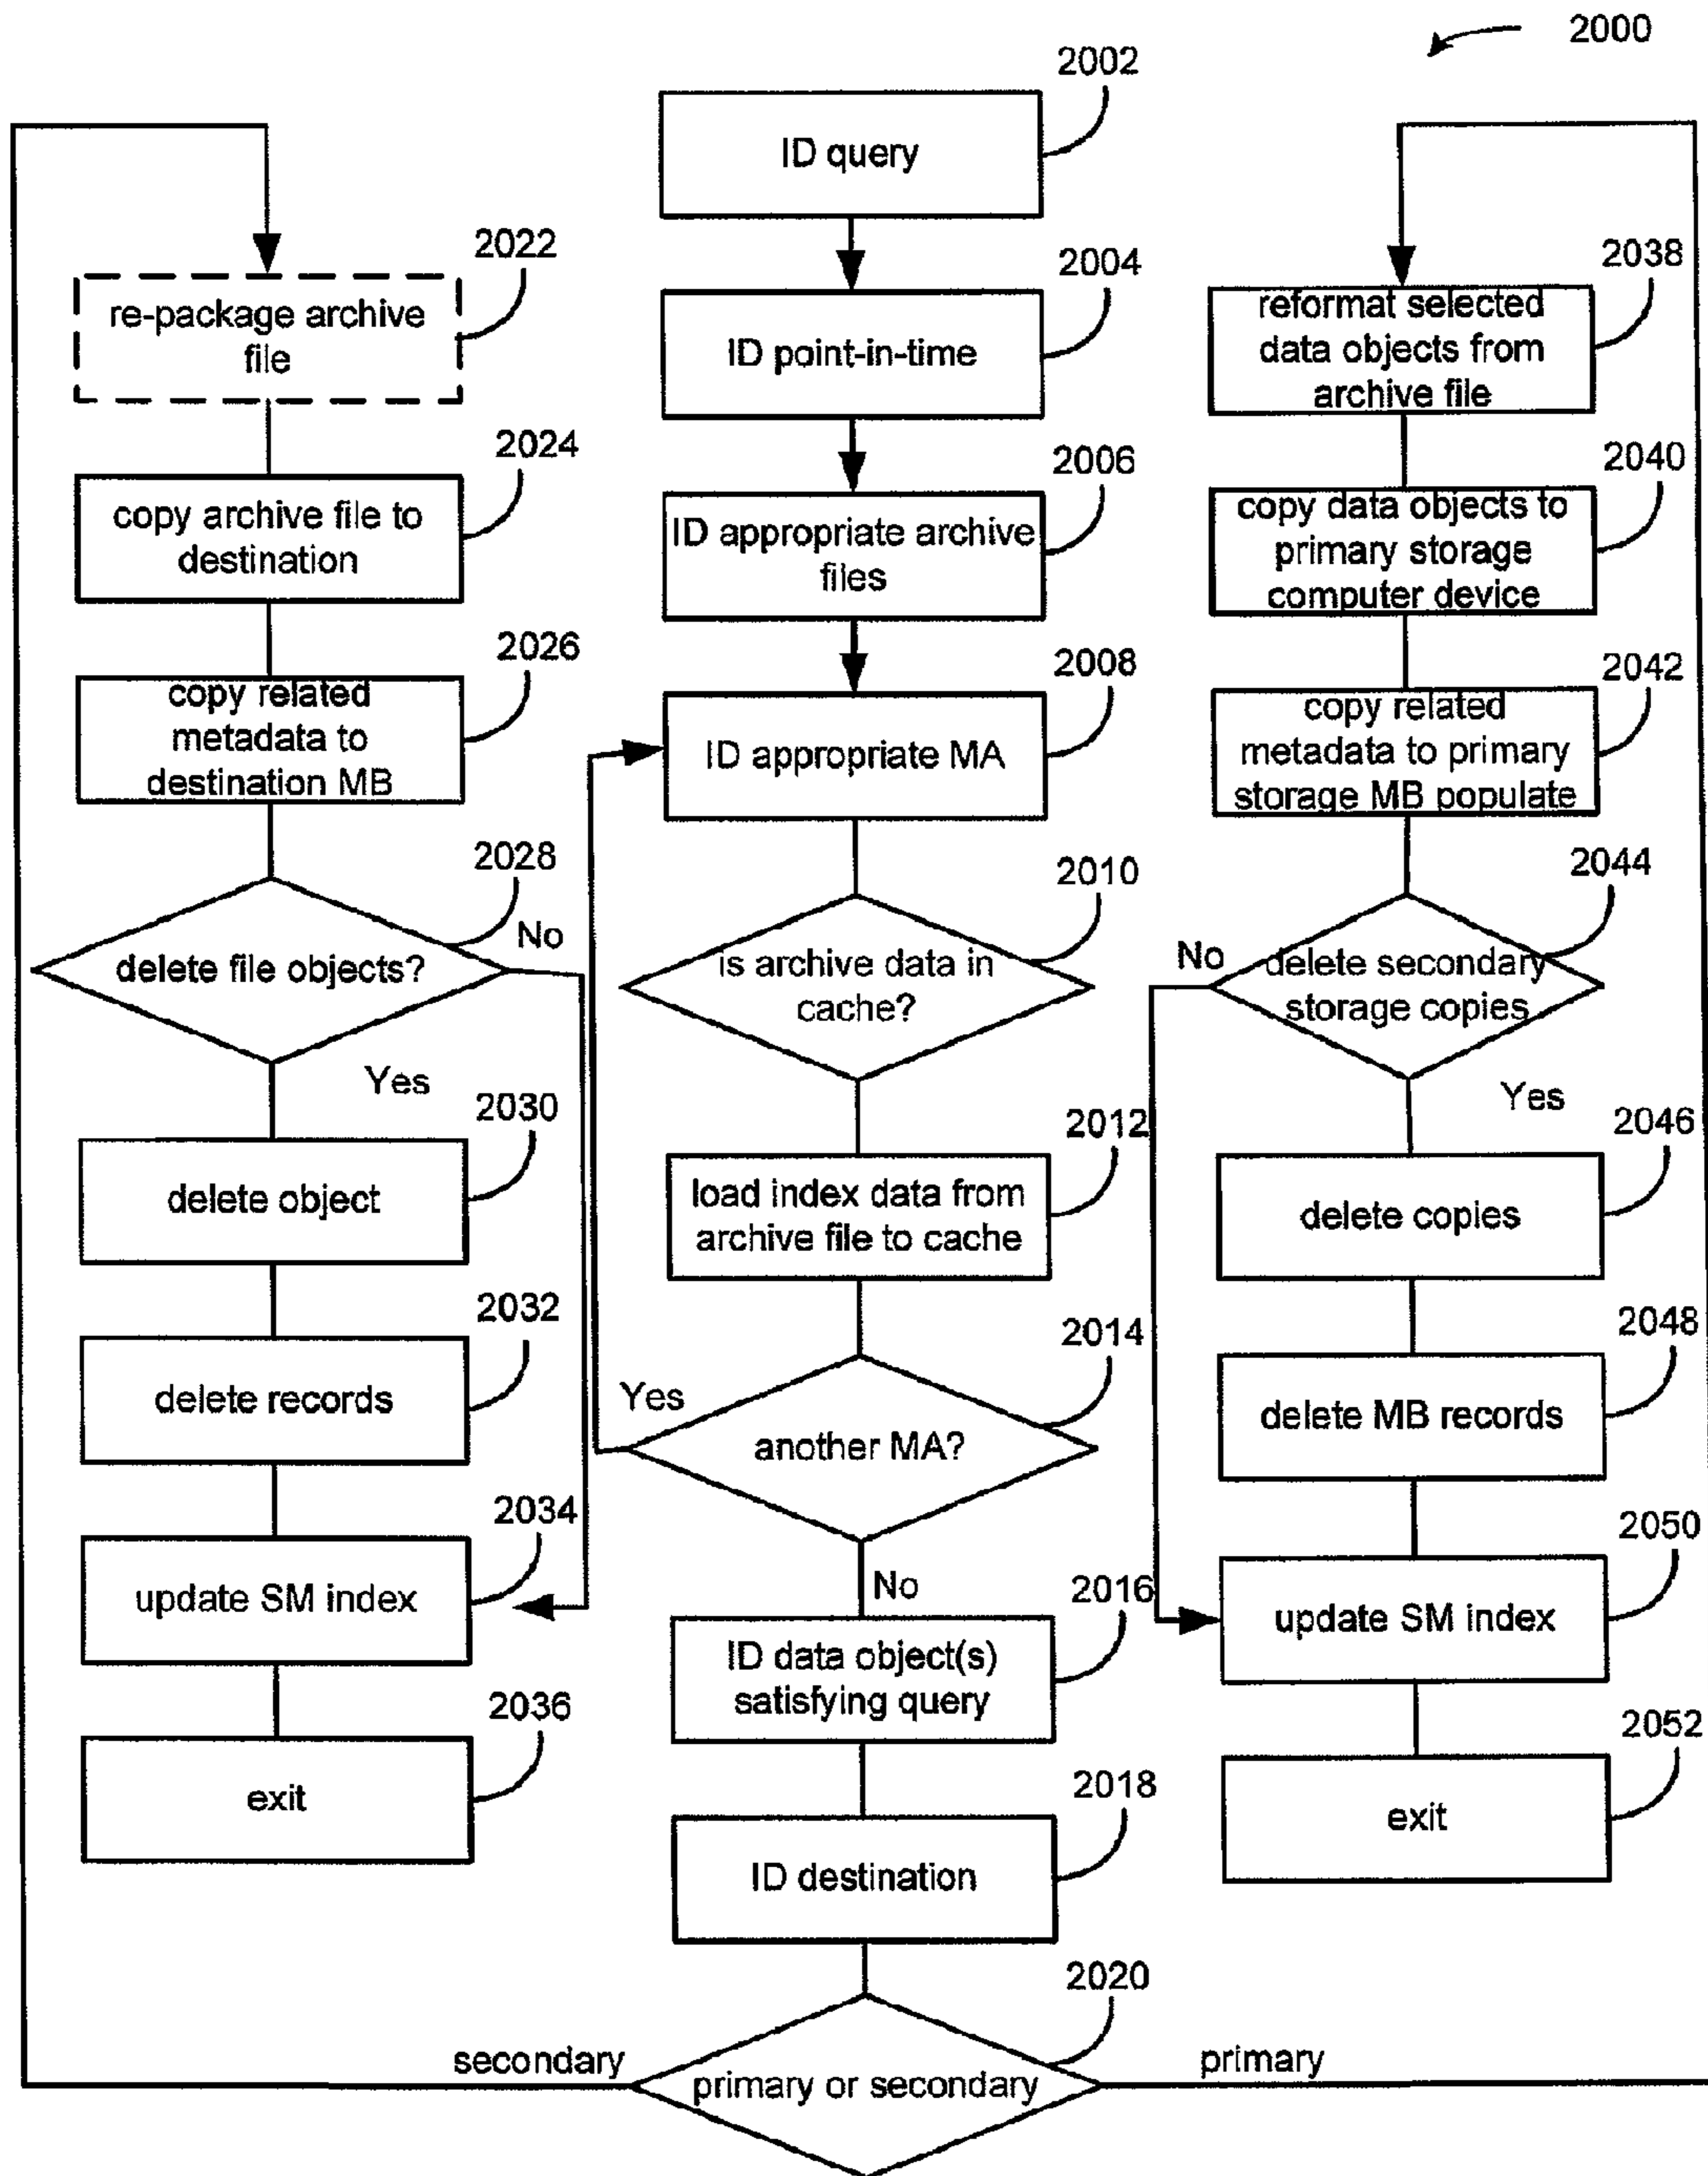 2000
2002
ID query
2004
ID point-in-time
2006
ID appropriate archive
files
2008
ID appropriate MA
2010
is archive data in
cache?
2012
load index data from
archive file to cache
2014
another MA?
Yes
No
2016
ID data object(s)
satisfying query
2018
ID destination
2020
primary or secondary
secondary
primary
2022
re-package archive
file
2024
copy archive file to
destination
2026
copy related
metadata to
destination MB
2028
delete file objects?
No
Yes
2030
delete object
2032
delete records
2034
update SM index
2036
exit
2038
reformat selected
data objects from
archive file
2040
copy data objects to
primary storage
computer device
2042
copy related
metadata to primary
storage MB populate
2044
delete secondary
storage copies
No
Yes
2046
delete copies
2048
delete MB records
2050
update SM index
2052
exit